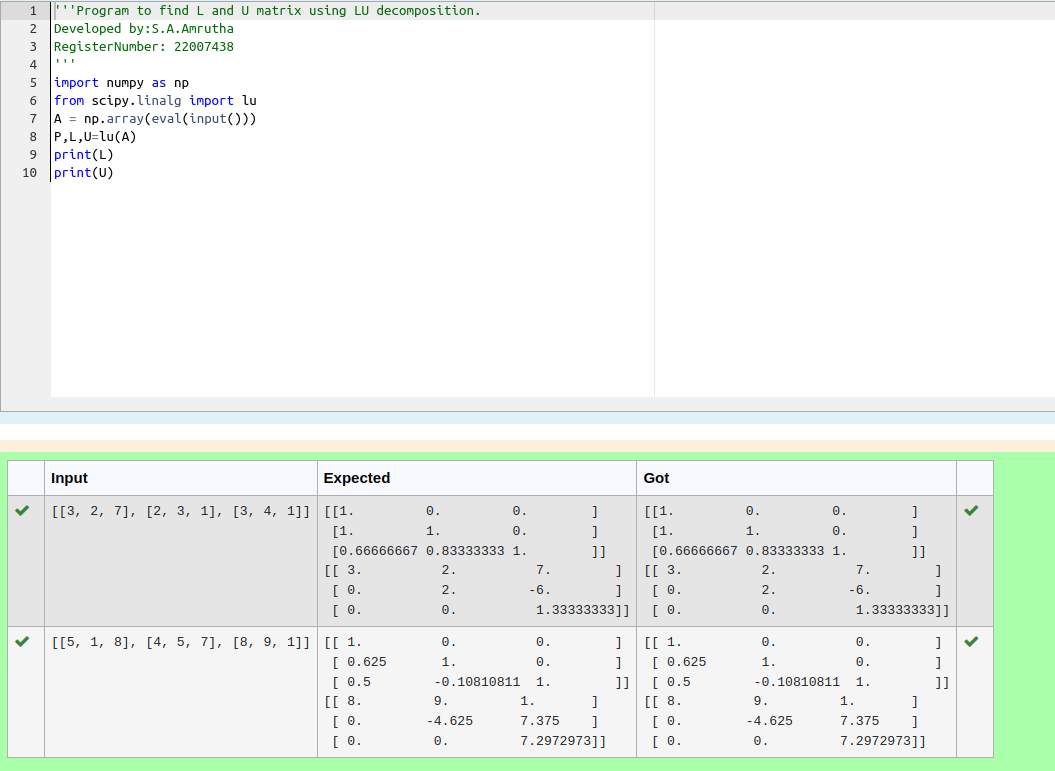 1 '''Program to find L and U matrix using LU decomposition.
2 Developed by:S.A.Amrutha
3 RegisterNumber: 22007438
4 '''
5 import numpy as np
6 from scipy.linalg import lu
7 A = np.array(eval(input()))
8 P,L,U=lu(A)
9 print(L)
10 print(U)
Input Expected Got
[[3, 2, 7], [2, 3, 1], [3, 4, 1]] [[1. 0. 0. ] [[1. 0. 0. ]
[1. 1. 0. ] [1. 1. 0. ]
[0.66666667 0.83333333 1. ]] [0.66666667 0.83333333 1. ]]
[[ 3. 2. 7. ] [[ 3. 2. 7. ]
[ 0. 2. -6. ] [ 0. 2. -6. ]
[ 0. 0. 1.33333333]] [ 0. 0. 1.33333333]]
[[5, 1, 8], [4, 5, 7], [8, 9, 1]] [[ 1. 0. 0. ] [[ 1. 0. 0. ]
[ 0.625 1. 0. ] [ 0.625 1. 0. ]
[ 0.5 -0.10810811 1. ]] [ 0.5 -0.10810811 1. ]]
[[ 8. 9. 1. ] [[ 8. 9. 1. ]
[ 0. -4.625 7.375 ] [ 0. -4.625 7.375 ]
[ 0. 0. 7.2972973]] [ 0. 0. 7.2972973]]